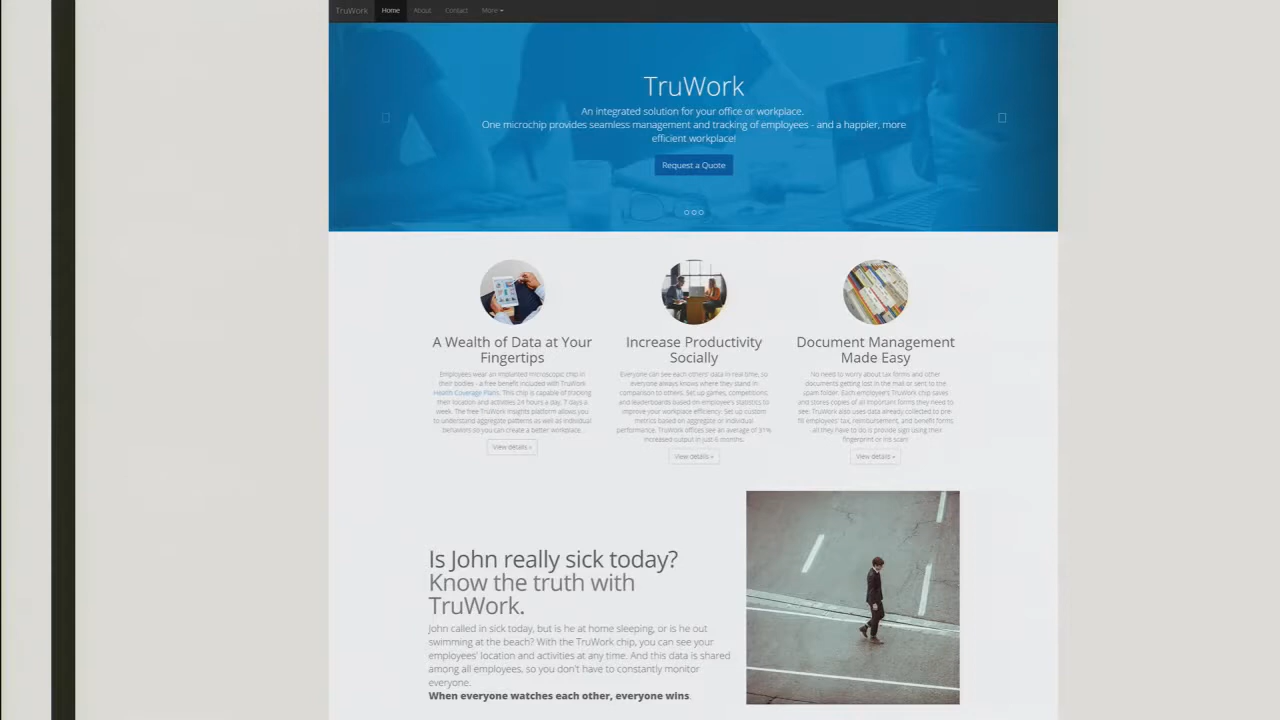 TruWork Home About Contact More
TruWork
An integrated solution for your office or workplace.
One microchip provides seamless management and tracking of employees - and a happier, more
efficient workplace!
Request a Quote
A Wealth of Data at Your
Fingertips
Employees wear an implanted microscopic chip in
their bodies - a free benefit included with TruWork
Health Coverage Plans. This chip is capable of tracking
their location and activities 24 hours a day, 7 days a
week. The free TruWork Insights platform allows you
to understand aggregate patterns as well as individual
behaviors so you can create a better workplace.
View details »
Increase Productivity
Socially
Everyone can see each others' data in real time, so
everyone always knows where they stand in
comparison to others. Set up games, competitions,
and leaderboards based on employee's statistics to
improve your workplace efficiency. Set up custom
metrics based on aggregate or individual
performance. TruWork offices see an average of 31%
increased output in just 6 months.
View details »
Document Management
Made Easy
No need to worry about tax forms and other
documents getting lost in the mail or sent to the
spam folder. Each employee's TruWork chip saves
and stores copies of all important forms they need to
see. TruWork also uses data already collected to pre-
fill employees' tax, reimbursement, and benefit forms
- all they have to do is provide sign using their
fingerprint or iris scan!
View details »
Is John really sick today?
Know the truth with
TruWork.
John called in sick today, but is he at home sleeping, or is he out
swimming at the beach? With the TruWork chip, you can see your
employees' location and activities at any time. And this data is shared
among all employees, so you don't have to constantly monitor
everyone.
When everyone watches each other, everyone wins.